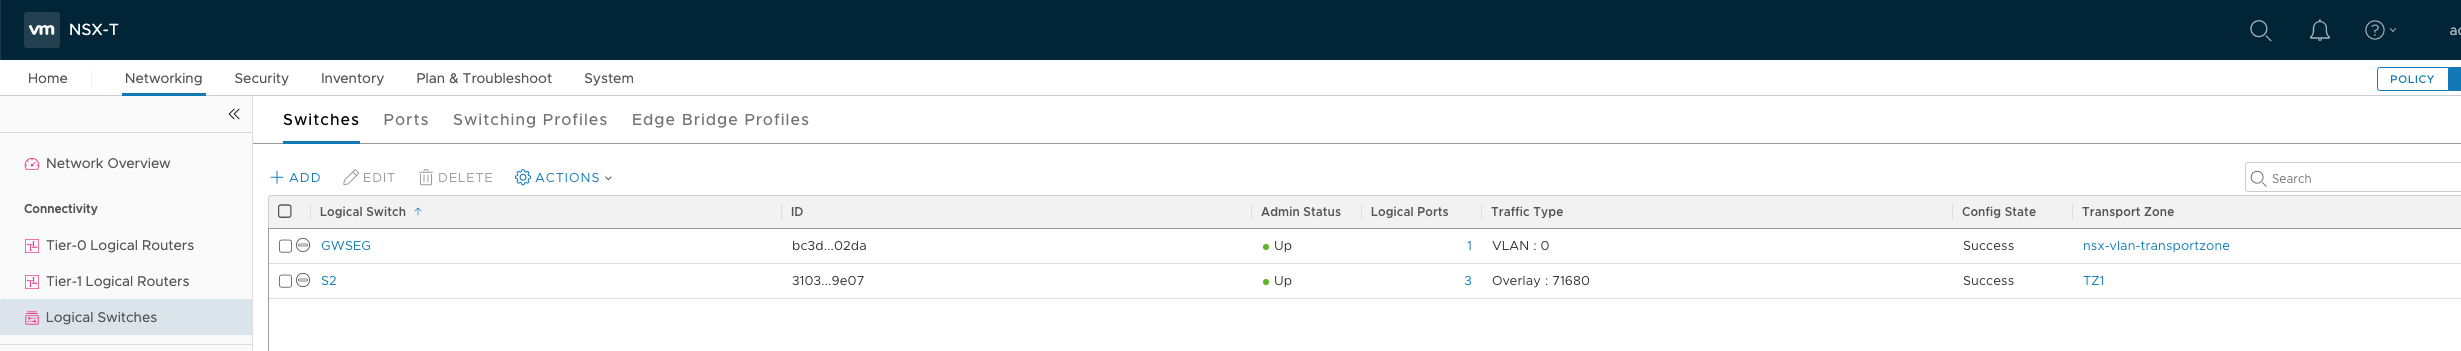 vm NSX-T
Home Networking Security Inventory Plan & Troubleshoot System POLICY
Switches Ports Switching Profiles Edge Bridge Profiles
Network Overview
Connectivity
Tier-0 Logical Routers
Tier-1 Logical Routers
Logical Switches
ADD EDIT DELETE ACTIONS Search
Logical Switch ID Admin Status Logical Ports Traffic Type Config State Transport Zone
GWSEG bc3d...02da Up 1 VLAN : 0 Success nsx-vlan-transportzone
S2 3103...9e07 Up 3 Overlay : 71680 Success TZ1